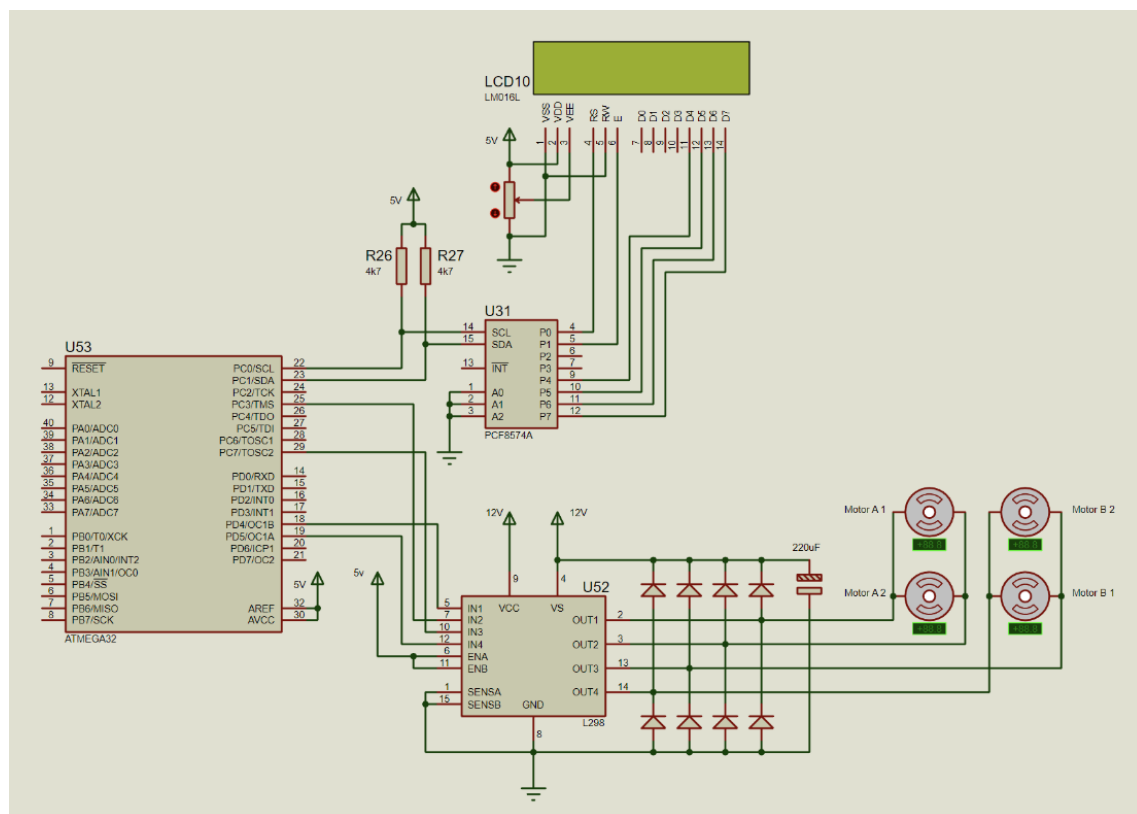 LCD10
LM016L
VSS
VDD
VEE
RS
RW
E
D0
D1
D2
D3
D4
D5
D6
D7
1
2
3
4
5
6
7
8
9
10
11
12
13
14
5V
5V
R26
4k7
R27
4k7
U31
14 SCL P0 4
15 SDA P1 5
P2 6
13 INT P3 7
P4 9
1 A0 P5 10
2 A1 P6 11
3 A2 P7 12
PCF8574A
U53
9 RESET PC0/SCL 22
PC1/SDA 23
13 XTAL1 PC2/TCK 24
12 XTAL2 PC3/TMS 25
PC4/TDO 26
40 PA0/ADC0 PC5/TDI 27
39 PA1/ADC1 PC6/TOSC1 28
38 PA2/ADC2 PC7/TOSC2 29
37 PA3/ADC3
36 PA4/ADC4 PD0/RXD 14
35 PA5/ADC5 PD1/TXD 15
34 PA6/ADC6 PD2/INT0 16
33 PA7/ADC7 PD3/INT1 17
PD4/OC1B 18
1 PB0/T0/XCK PD5/OC1A 19
2 PB1/T1 PD6/ICP1 20
3 PB2/AIN0/INT2 PD7/OC2 21
4 PB3/AIN1/OC0
5 PB4/SS
6 PB5/MOSI
7 PB6/MISO AREF 32
8 PB7/SCK AVCC 30
ATMEGA32
5V
5v
12V
12V
220uF
9
4
U52
5 IN1 VCC VS
7 IN2 OUT1 2
10 IN3
12 IN4
6 ENA OUT2 3
11 ENB OUT3 13
1 SENSA OUT4 14
15 SENSB GND
8
L298
Motor A 1
Motor B 2
Motor A 2
Motor B 1